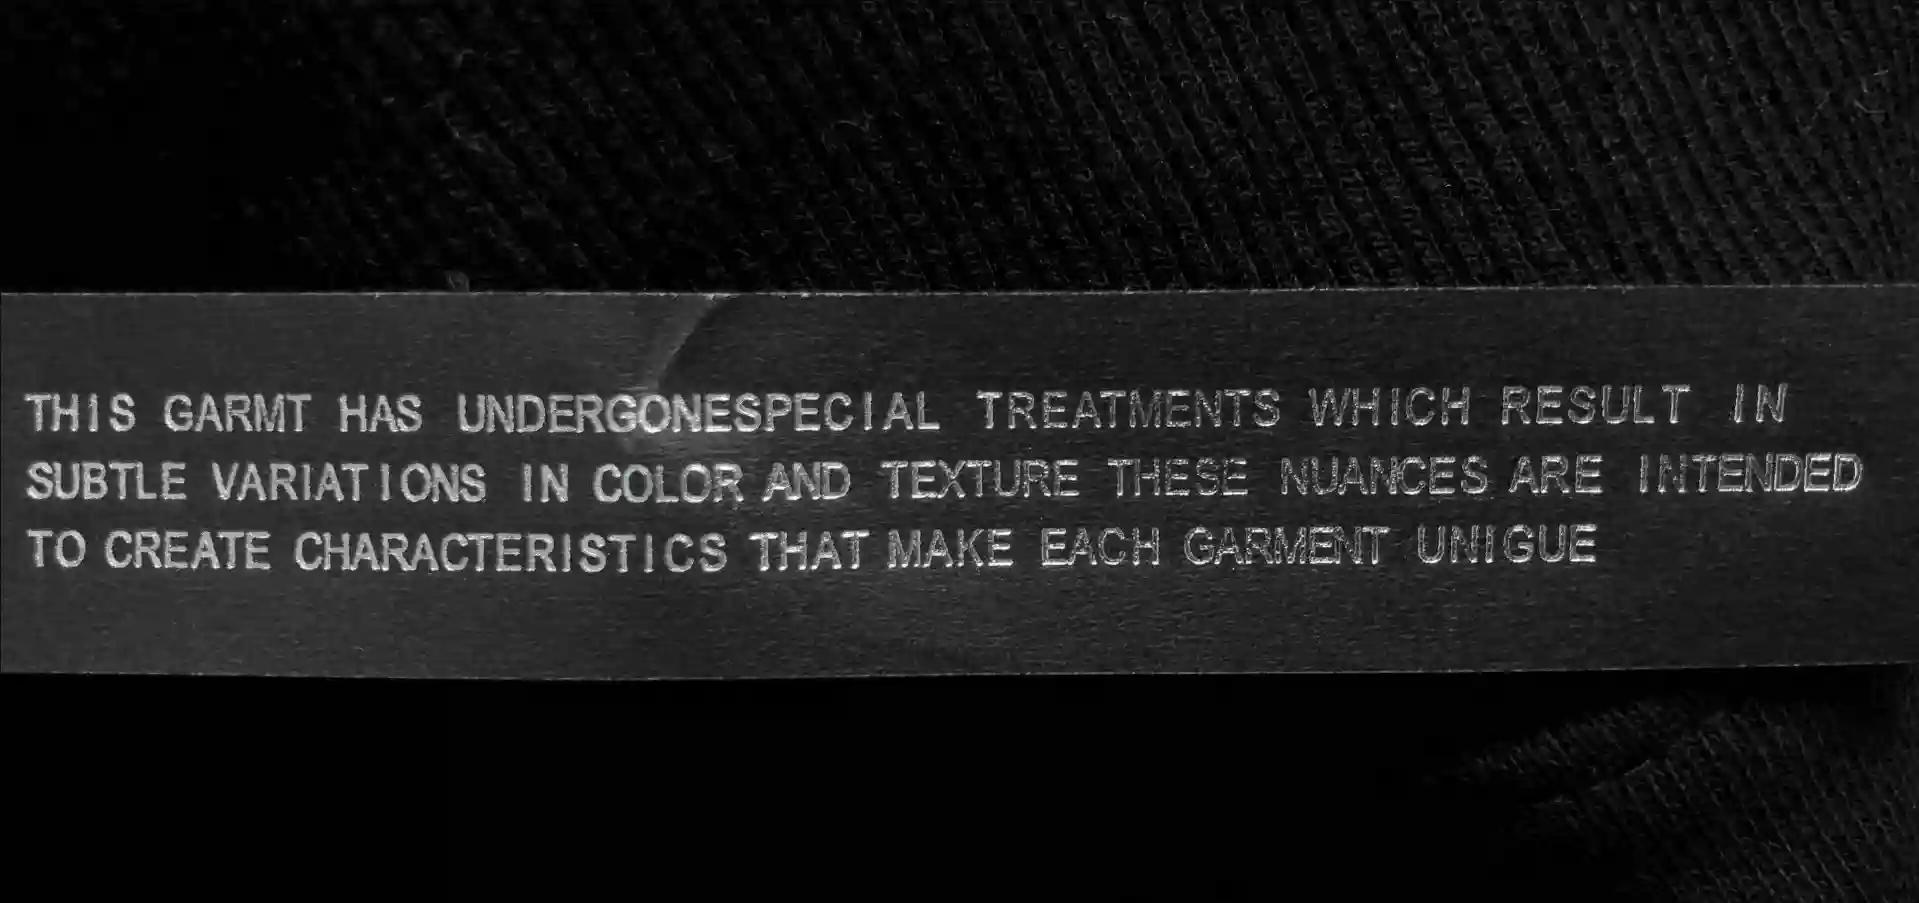 THIS GARMT HAS UNDERGONESPECIAL TREATMENTS WHICH RESULT IN
SUBTLE VARIATIONS IN COLOR AND TEXTURE THESE NUANCES ARE INTENDED
TO CREATE CHARACTERISTICS THAT MAKE EACH GARMENT UNIGUE